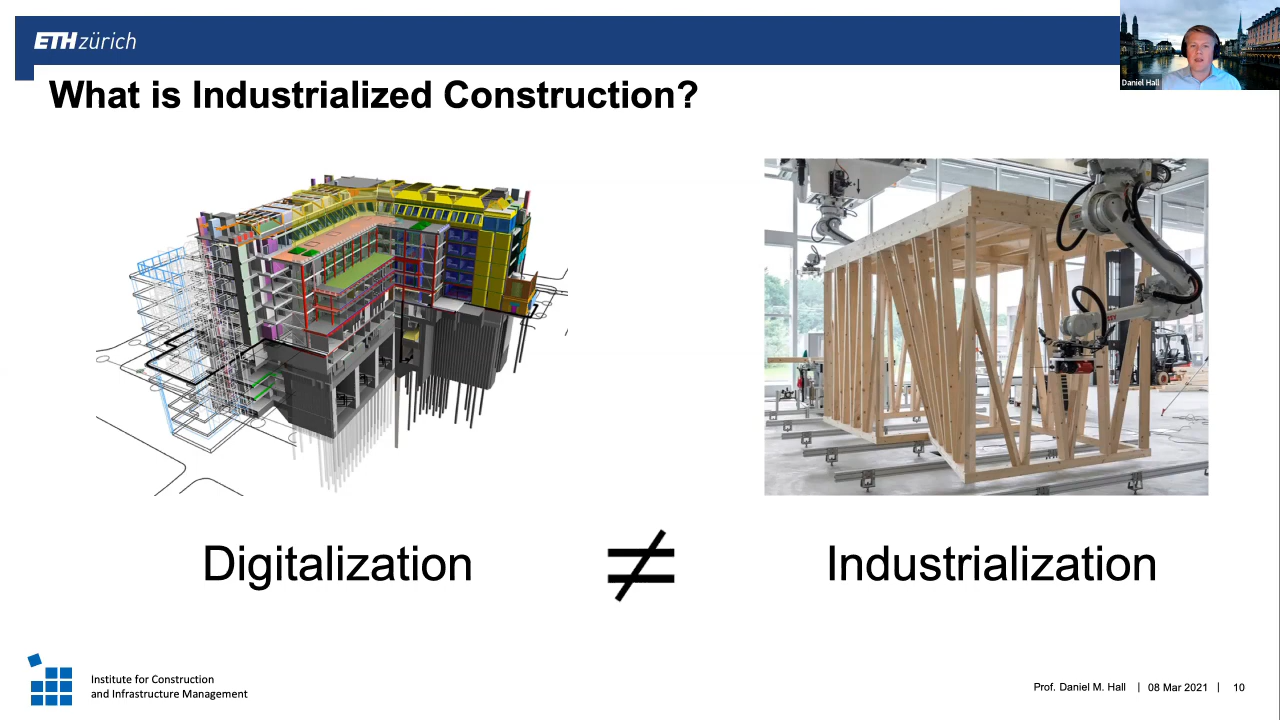 ETH zürich
Daniel Hall
What is Industrialized Construction?
Digitalization ≠ Industrialization
Institute for Construction
and Infrastructure Management
Prof. Daniel M. Hall | 08 Mar 2021 | 10